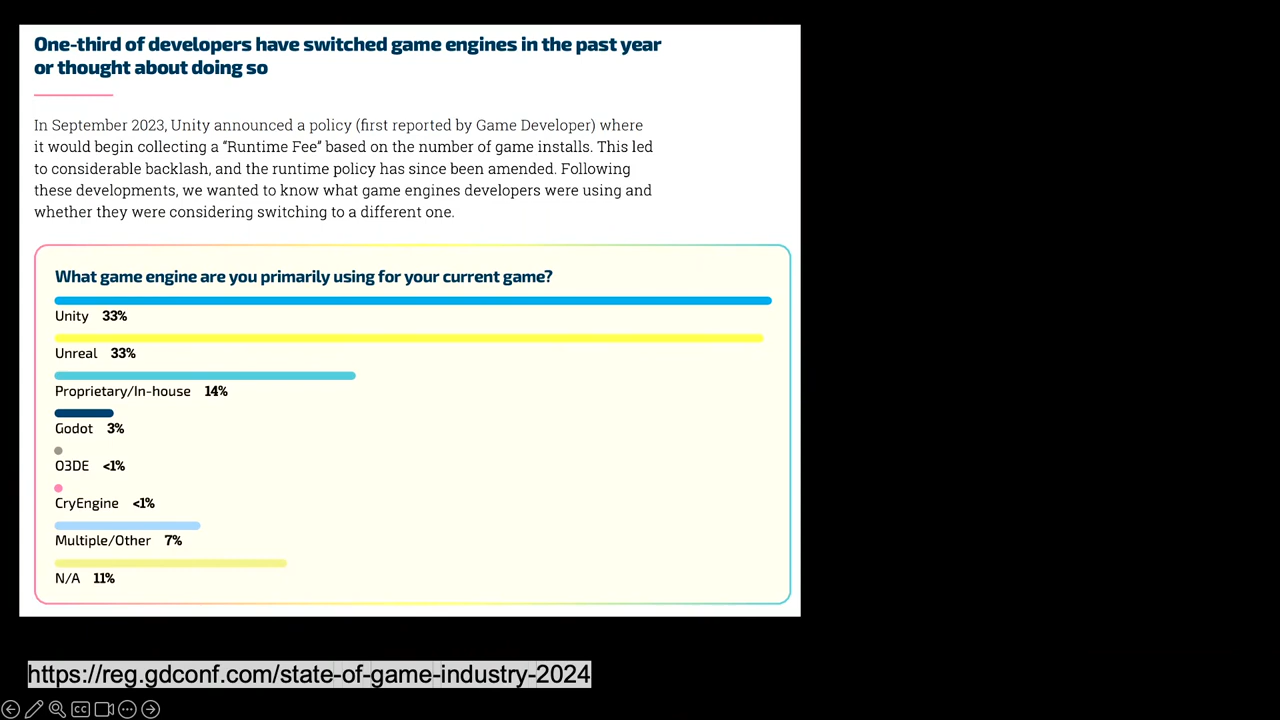 One-third of developers have switched game engines in the past year
or thought about doing so
In September 2023, Unity announced a policy (first reported by Game Developer) where
it would begin collecting a “Runtime Fee” based on the number of game installs. This led
to considerable backlash, and the runtime policy has since been amended. Following
these developments, we wanted to know what game engines developers were using and
whether they were considering switching to a different one.
What game engine are you primarily using for your current game?
Unity 33%
Unreal 33%
Proprietary/In-house 14%
Godot 3%
O3DE <1%
CryEngine <1%
Multiple/Other 7%
N/A 11%
https://reg.gdconf.com/state-of-game-industry-2024
CC